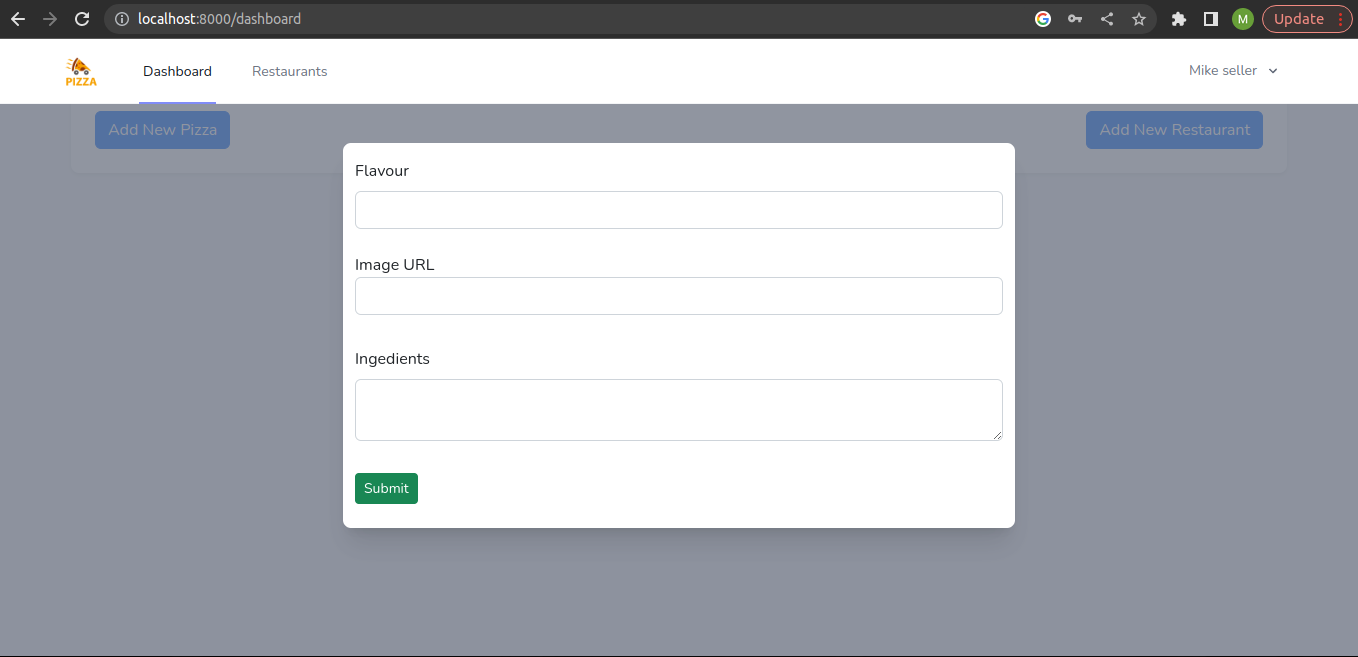 localhost:8000/dashboard
M
Update
PIZZA
Dashboard
Restaurants
Mike seller
Add New Pizza
Add New Restaurant
Flavour
Image URL
Ingedients
Submit